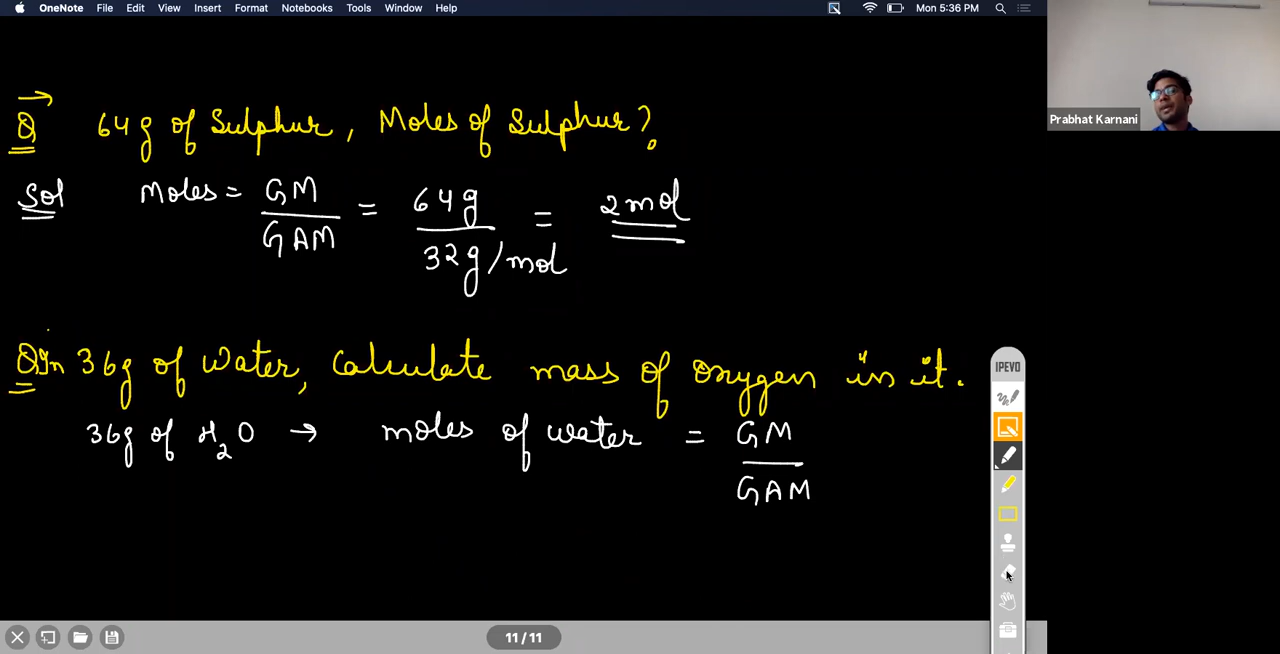 OneNote File Edit View Insert Format Notebooks Tools Window Help Mon 5:36 PM
Prabhat Karnani
Q 64g of Sulphur, Moles of Sulphur?
Sol Moles = GM / GAM = 64g / 32g/mol = 2 mol
Q In 36g of Water, Calculate mass of oxygen in it.
36g of H₂O → moles of water = GM / GAM
IPEVO
11 / 11